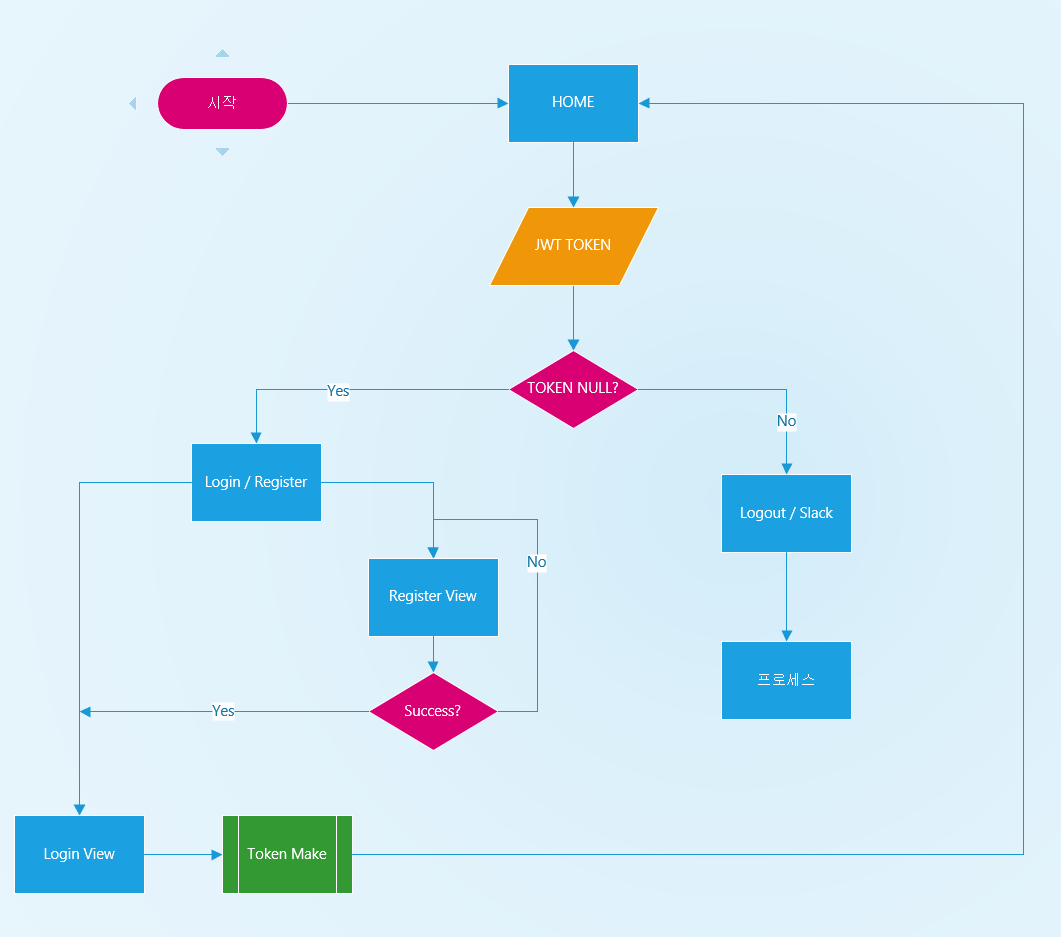 시작
HOME
JWT TOKEN
TOKEN NULL?
Yes
No
Login / Register
Logout / Slack
No
Register View
프로세스
Success?
Yes
Login View
Token Make